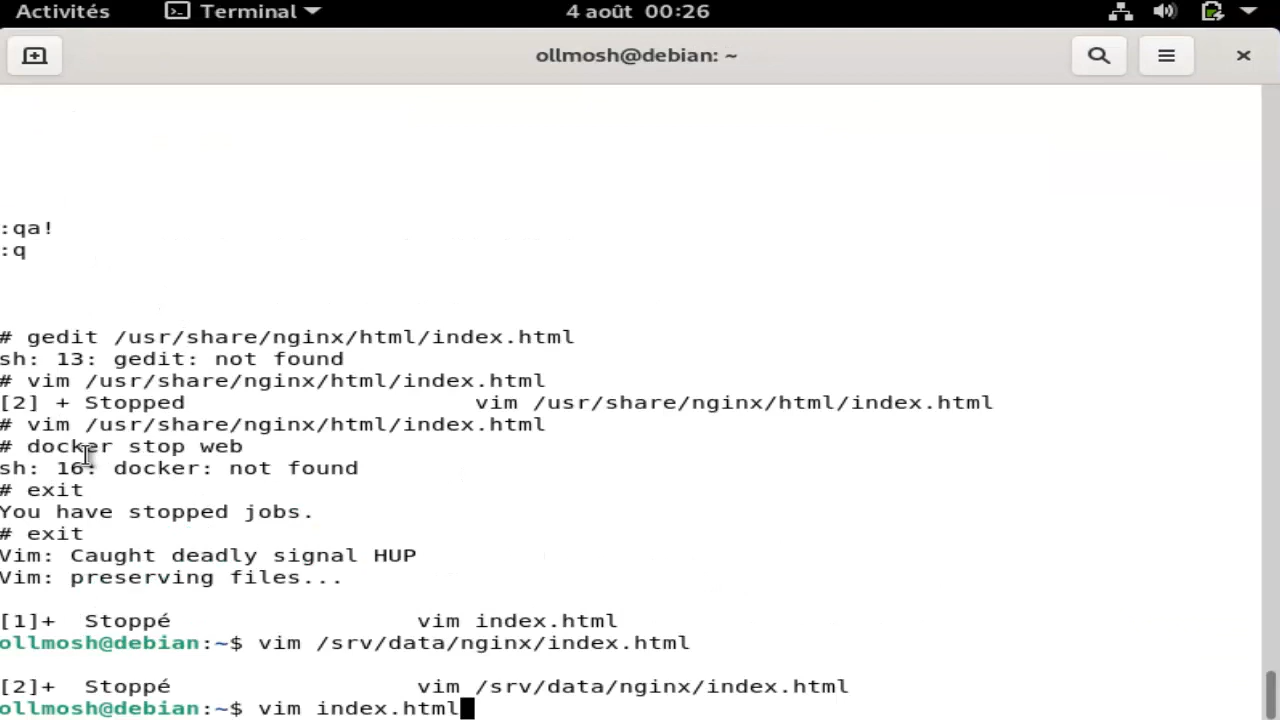 Activités Terminal 4 août 00:26
ollmosh@debian: ~
:qa!
:q
# gedit /usr/share/nginx/html/index.html
sh: 13: gedit: not found
# vim /usr/share/nginx/html/index.html
[2] + Stopped                    vim /usr/share/nginx/html/index.html
# vim /usr/share/nginx/html/index.html
# docker stop web
sh: 16: docker: not found
# exit
You have stopped jobs.
# exit
Vim: Caught deadly signal HUP
Vim: preserving files...
[1]+  Stoppé                 vim index.html
ollmosh@debian:~$ vim /srv/data/nginx/index.html
[2]+  Stoppé                 vim /srv/data/nginx/index.html
ollmosh@debian:~$ vim index.html